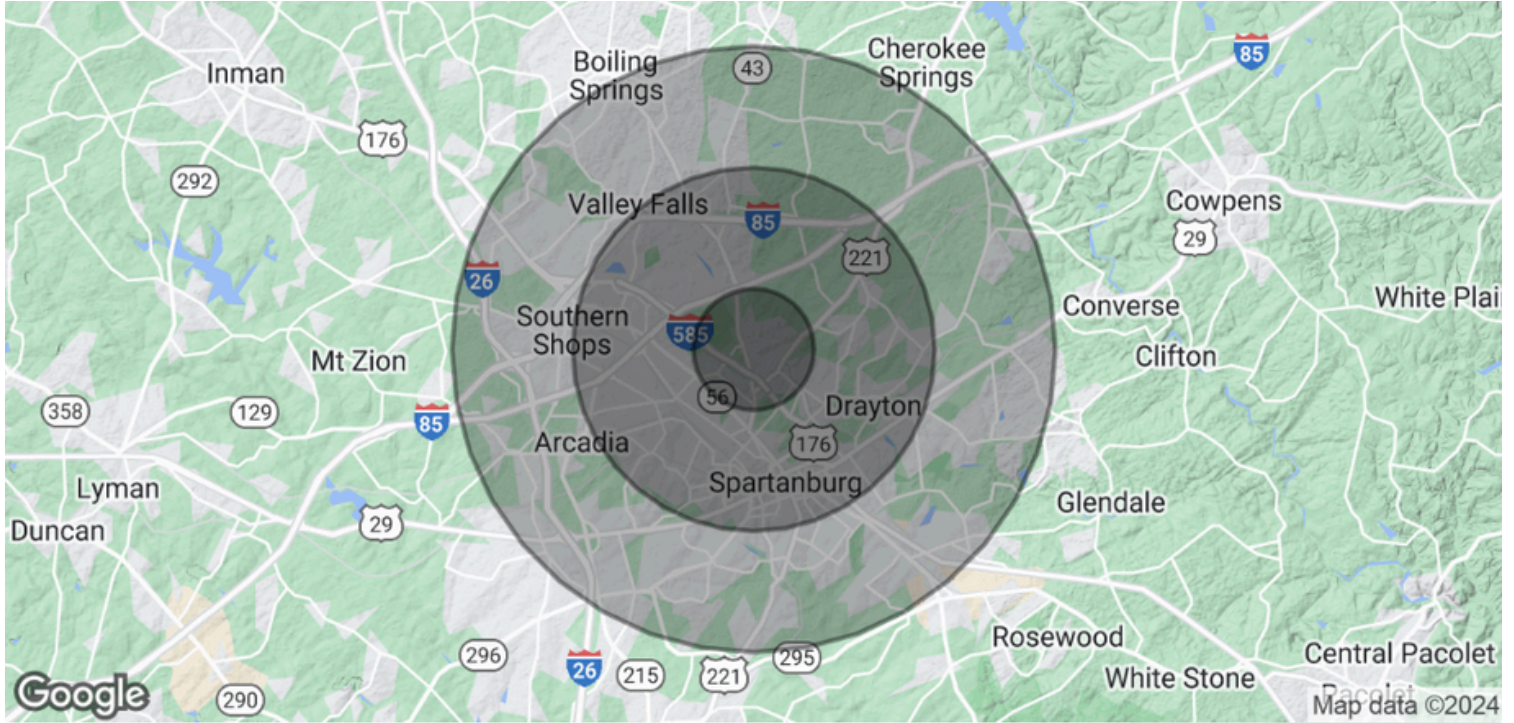 Boiling
Springs
43
Cherokee
Springs
85
Inman
176
292
Valley Falls
85
Cowpens
29
221
26
Southern
Shops
585
Converse
White Plai
Mt Zion
Clifton
358
129
85
56
Drayton
Arcadia
176
Spartanburg
Lyman
Duncan
29
Glendale
Rosewood
296
26
215
221
295
White Stone
Central Pacolet
Google
290
Pacolet
Map data ©2024